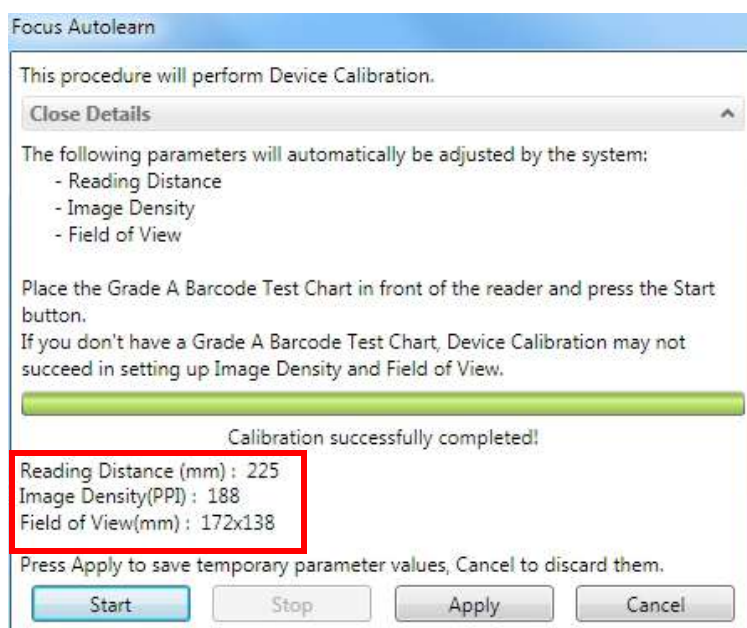 Focus Autolearn
This procedure will perform Device Calibration.
Close Details
The following parameters will automatically be adjusted by the system:
- Reading Distance
- Image Density
- Field of View
Place the Grade A Barcode Test Chart in front of the reader and press the Start
button.
If you don't have a Grade A Barcode Test Chart, Device Calibration may not
succeed in setting up Image Density and Field of View.
Calibration successfully completed!
Reading Distance (mm) : 225
Image Density(PPI) : 188
Field of View(mm) : 172x138
Press Apply to save temporary parameter values, Cancel to discard them.
Start Stop Apply Cancel